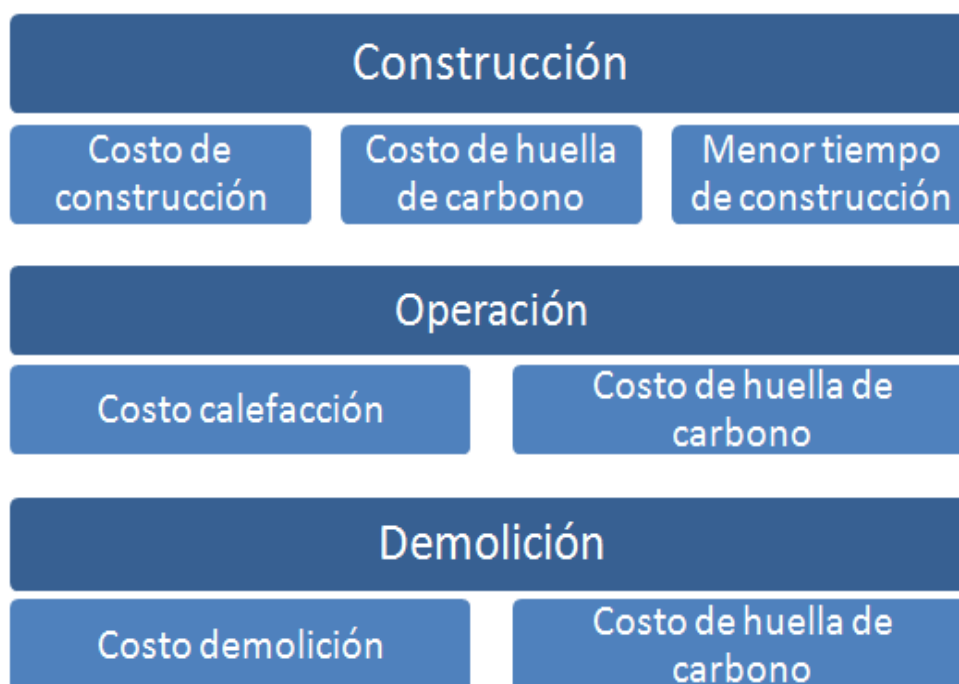 Construcción
Costo de
construcción
Costo de huella
de carbono
Menor tiempo
de construcción
Operación
Costo calefacción
Costo de huella de
carbono
Demolición
Costo demolición
Costo de huella de
carbono